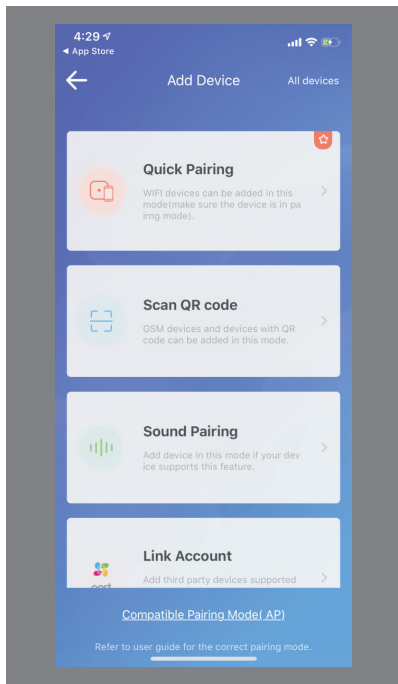 4:29
◀ App Store
Add Device
All devices
Quick Pairing
WIFI devices can be added in this
mode(make sure the device is in pa
irng mode).
Scan QR code
GSM devices and devices with QR
code can be added in this mode.
Sound Pairing
Add device in this mode if your dev
ice supports this feature.
Link Account
Add third party devices supported
Compatible Pairing Mode( AP)
Refer to user guide for the correct pairing mode.